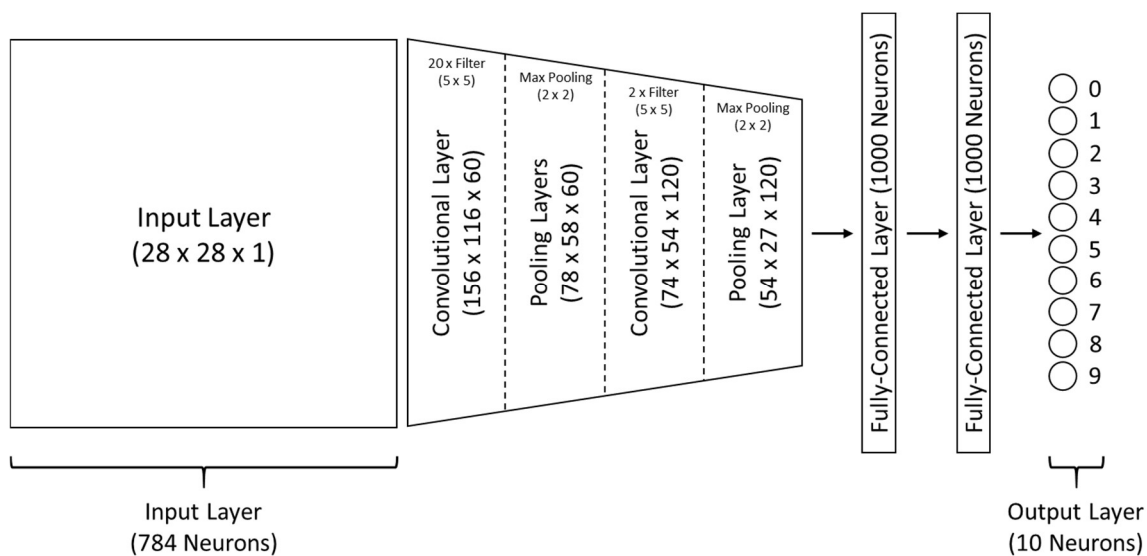 Input Layer
(28 x 28 x 1)
20 x Filter
(5 x 5)
Convolutional Layer
(156 x 116 x 60)
Max Pooling
(2 x 2)
Pooling Layers
(78 x 58 x 60)
2 x Filter
(5 x 5)
Convolutional Layer
(74 x 54 x 120)
Max Pooling
(2 x 2)
Pooling Layer
(54 x 27 x 120)
Fully-Connected Layer (1000 Neurons)
Fully-Connected Layer (1000 Neurons)
0
1
2
3
4
5
6
7
8
9
Input Layer
(784 Neurons)
Output Layer
(10 Neurons)